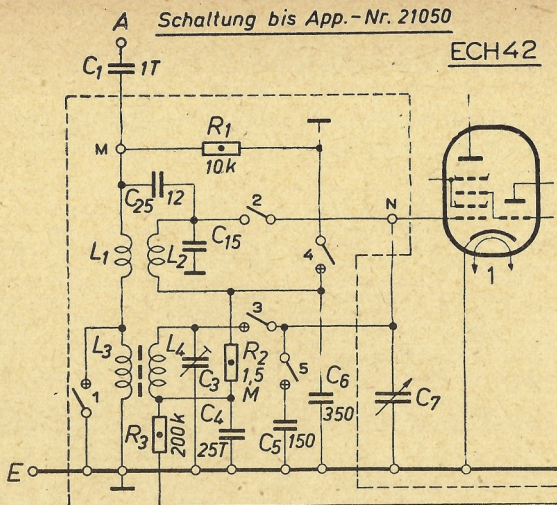 A Schaltung bis App.-Nr. 21050
ECH42
C1 1T
M R1
10k
C25 12
2 N
L1 L2 C15
4
1
3
L3 L4 R2
1 C3 1,5 5 C6 C7
M
R3 200k C4 350
25T C5 150
E